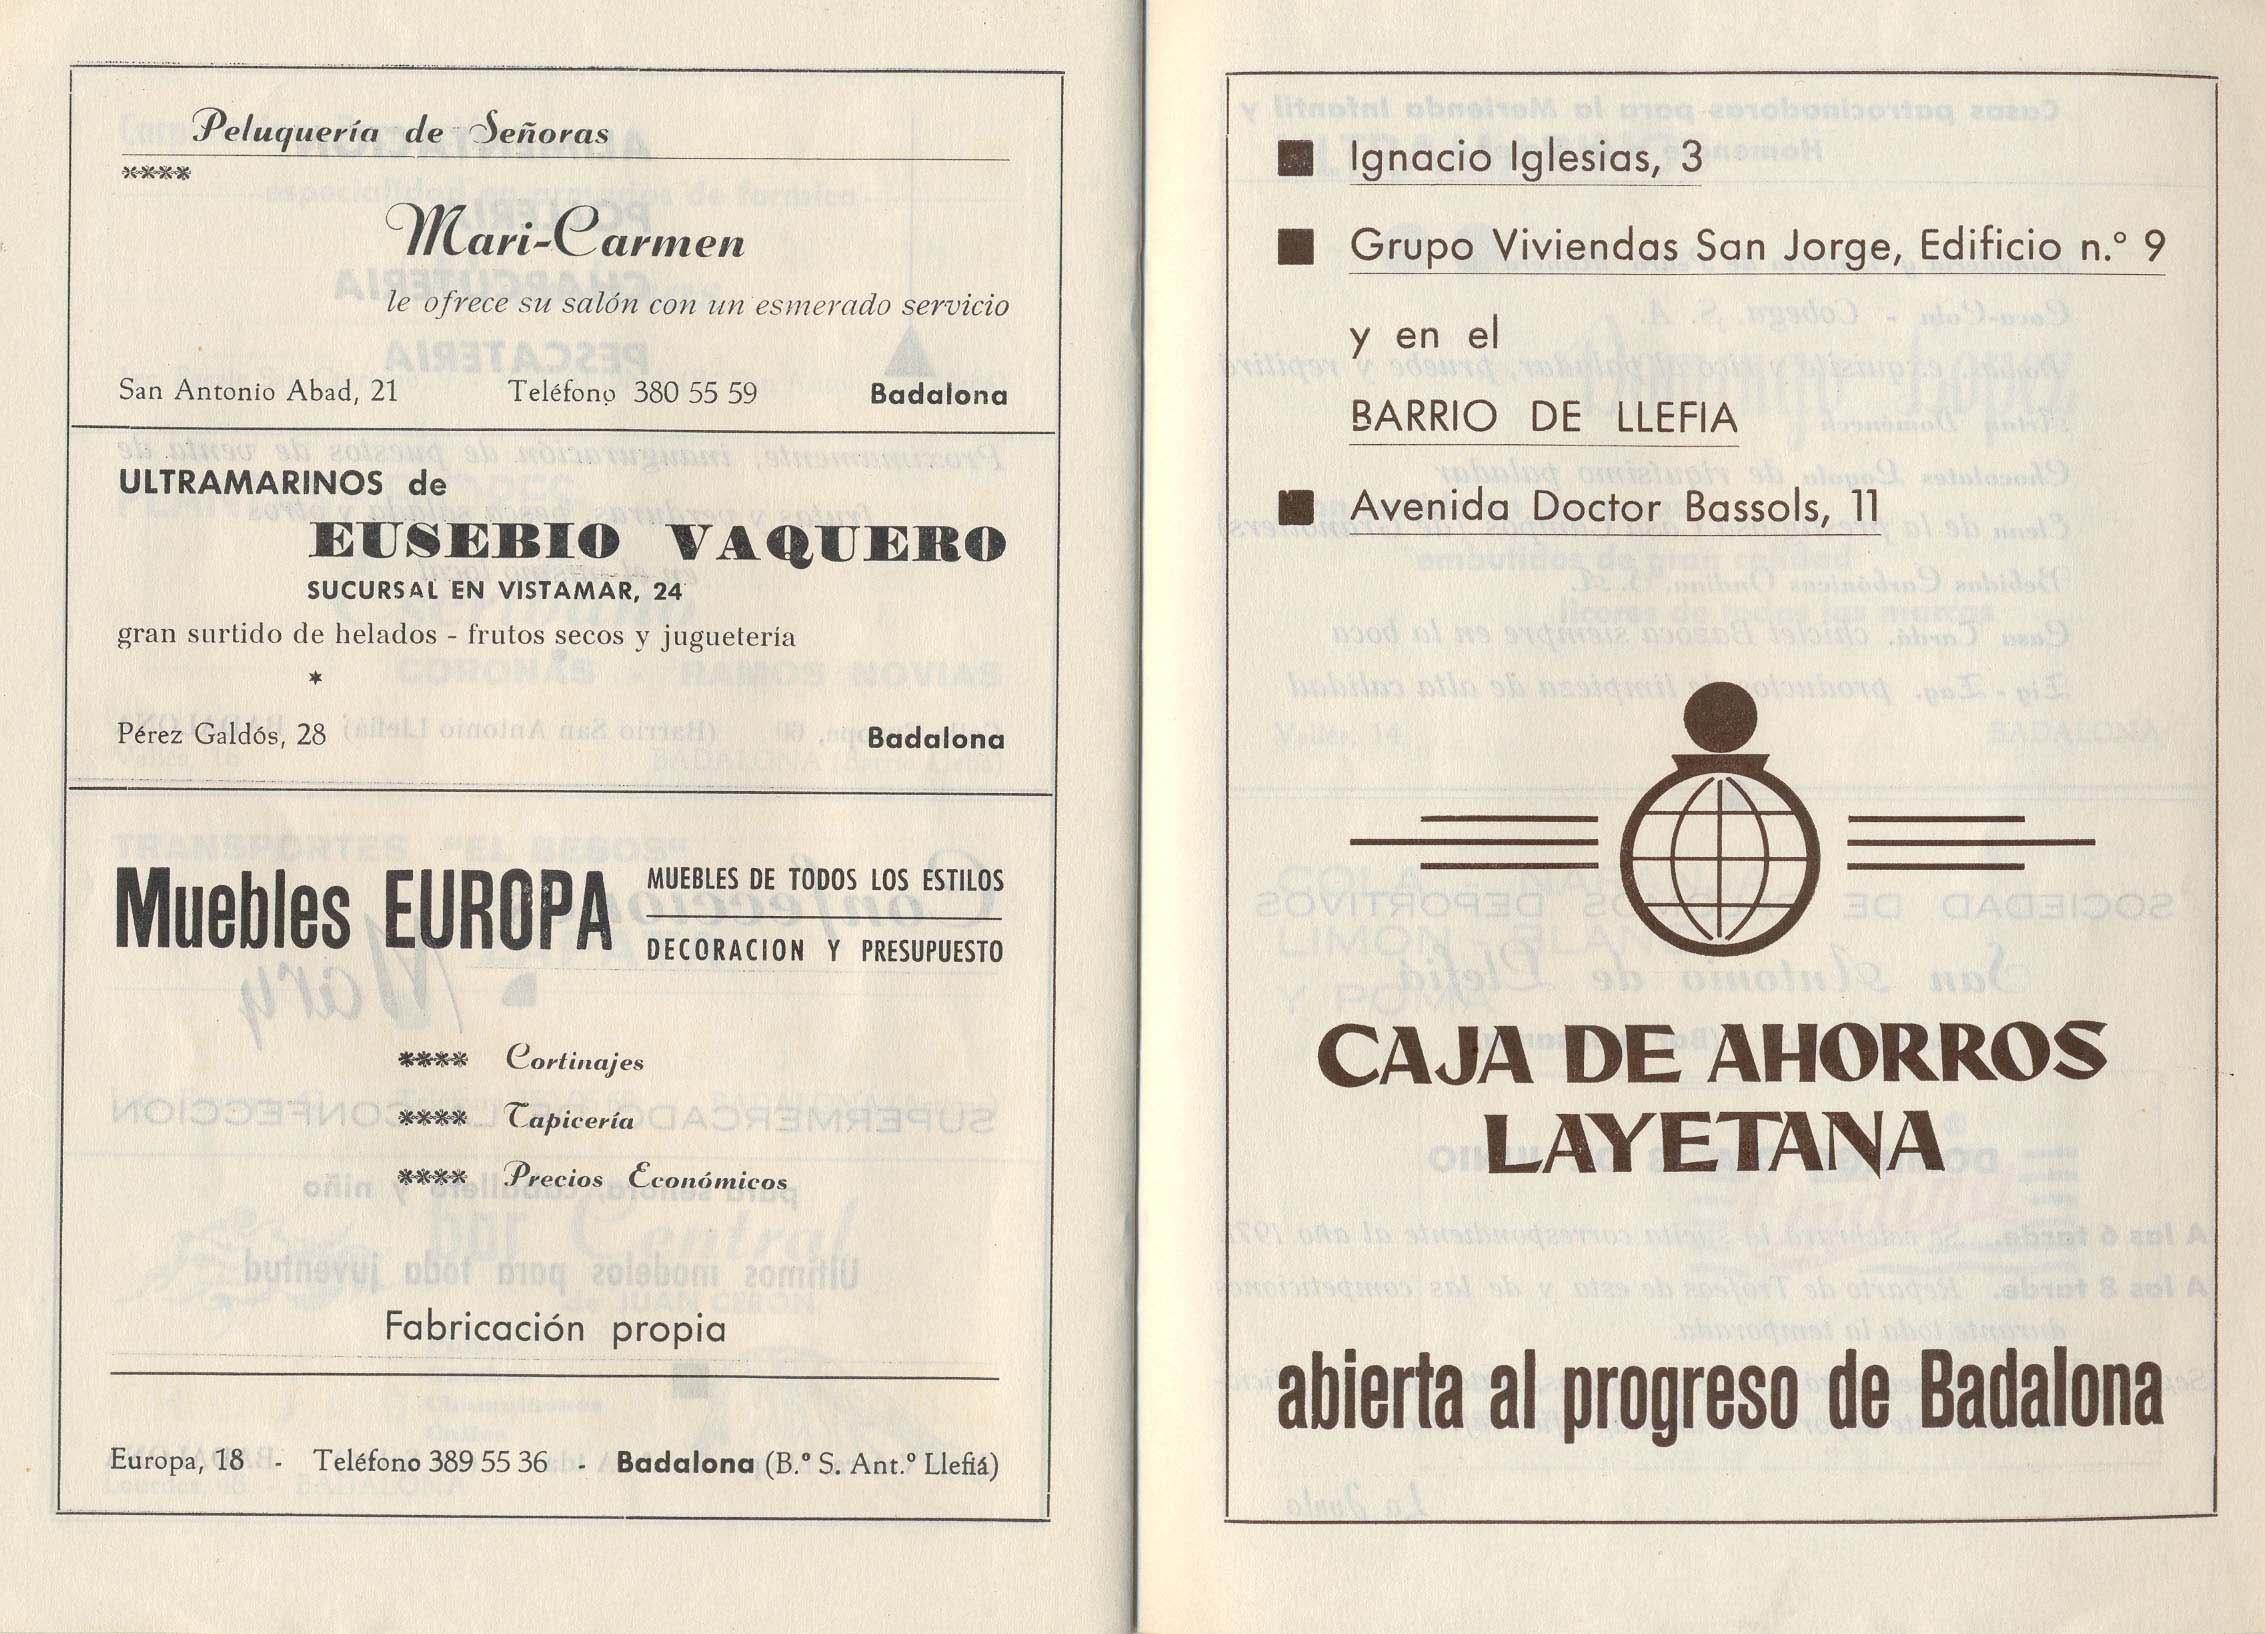 Peluquería de Señoras
****
Mari-Carmen
le ofrece su salón con un esmerado servicio
San Antonio Abad, 21 Teléfono 380 55 59 Badalona
ULTRAMARINOS de
EUSEBIO VAQUERO
SUCURSAL EN VISTAMAR, 24
gran surtido de helados - frutos secos y juguetería
*
Pérez Galdós, 28 Badalona
Muebles EUROPA
MUEBLES DE TODOS LOS ESTILOS
DECORACION Y PRESUPUESTO
**** Cortinajes
**** Tapicería
**** Precios Económicos
Fabricación propia
Europa, 18 - Teléfono 389 55 36 - Badalona (B.º S. Ant.º Llefiá)
■ Ignacio Iglesias, 3
■ Grupo Viviendas San Jorge, Edificio n.º 9
y en el
BARRIO DE LLEFIA
■ Avenida Doctor Bassols, 11
CAJA DE AHORROS
LAYETANA
abierta al progreso de Badalona